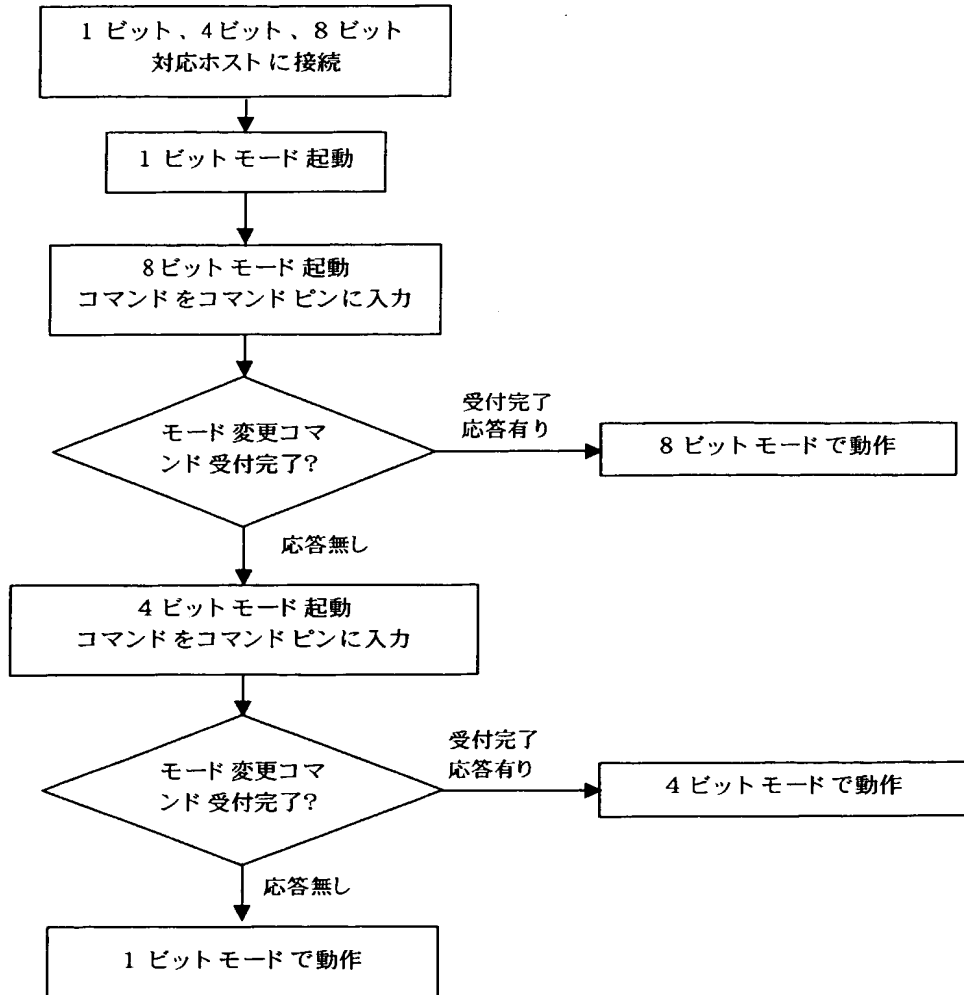 1 ビット、4ビット、8 ビット
対応ホストに接続
1 ビットモード起動
8ビットモード起動
コマンドをコマンドピンに入力
モード変更コマ
ンド受付完了?
受付完了
応答有り
8 ビットモードで動作
応答無し
4 ビットモード起動
コマンドをコマンドピンに入力
モード変更コマ
ンド受付完了?
受付完了
応答有り
4 ビットモードで動作
応答無し
1 ビットモードで動作